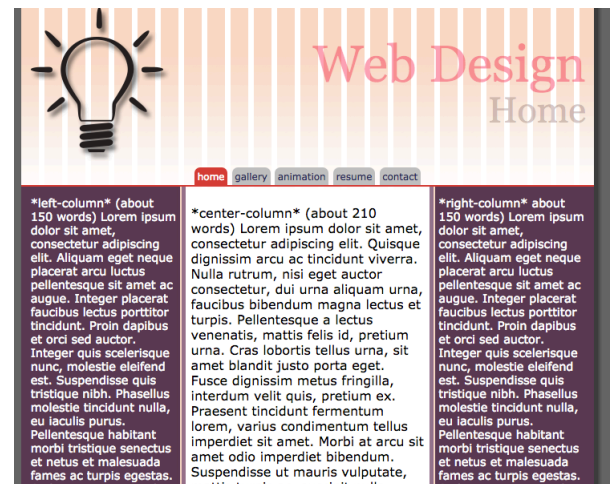 Web Design
Home
home gallery animation resume contact
*left-column* (about
150 words) Lorem ipsum
dolor sit amet,
consectetur adipiscing
elit. Aliquam eget neque
placerat arcu luctus
pellentesque sit amet ac
augue. Integer placerat
faucibus lectus porttitor
tincidunt. Proin dapibus
et orci sed auctor.
Integer quis scelerisque
nunc, molestie eleifend
est. Suspendisse quis
tristique nibh. Phasellus
molestie tincidunt nulla,
eu iaculis purus.
Pellentesque habitant
morbi tristique senectus
et netus et malesuada
fames ac turpis egestas.
*center-column* (about 210
words) Lorem ipsum dolor sit amet,
consectetur adipiscing elit. Quisque
dignissim arcu ac tincidunt viverra.
Nulla rutrum, nisi eget auctor
consectetur, dui urna aliquam urna,
faucibus bibendum magna lectus et
turpis. Pellentesque a lectus
venenatis, mattis felis id, pretium
urna. Cras lobortis tellus urna, sit
amet blandit justo porta eget.
Fusce dignissim metus fringilla,
interdum velit quis, pretium ex.
Praesent tincidunt fermentum
lorem, varius condimentum tellus
imperdiet sit amet. Morbi at arcu sit
amet odio imperdiet bibendum.
Suspendisse ut mauris vulputate,
*right-column* about
150 words) Lorem ipsum
dolor sit amet,
consectetur adipiscing
elit. Aliquam eget neque
placerat arcu luctus
pellentesque sit amet ac
augue. Integer placerat
faucibus lectus porttitor
tincidunt. Proin dapibus
et orci sed auctor.
Integer quis scelerisque
nunc, molestie eleifend
est. Suspendisse quis
tristique nibh. Phasellus
molestie tincidunt nulla,
eu iaculis purus.
Pellentesque habitant
morbi tristique senectus
et netus et malesuada
fames ac turpis egestas.